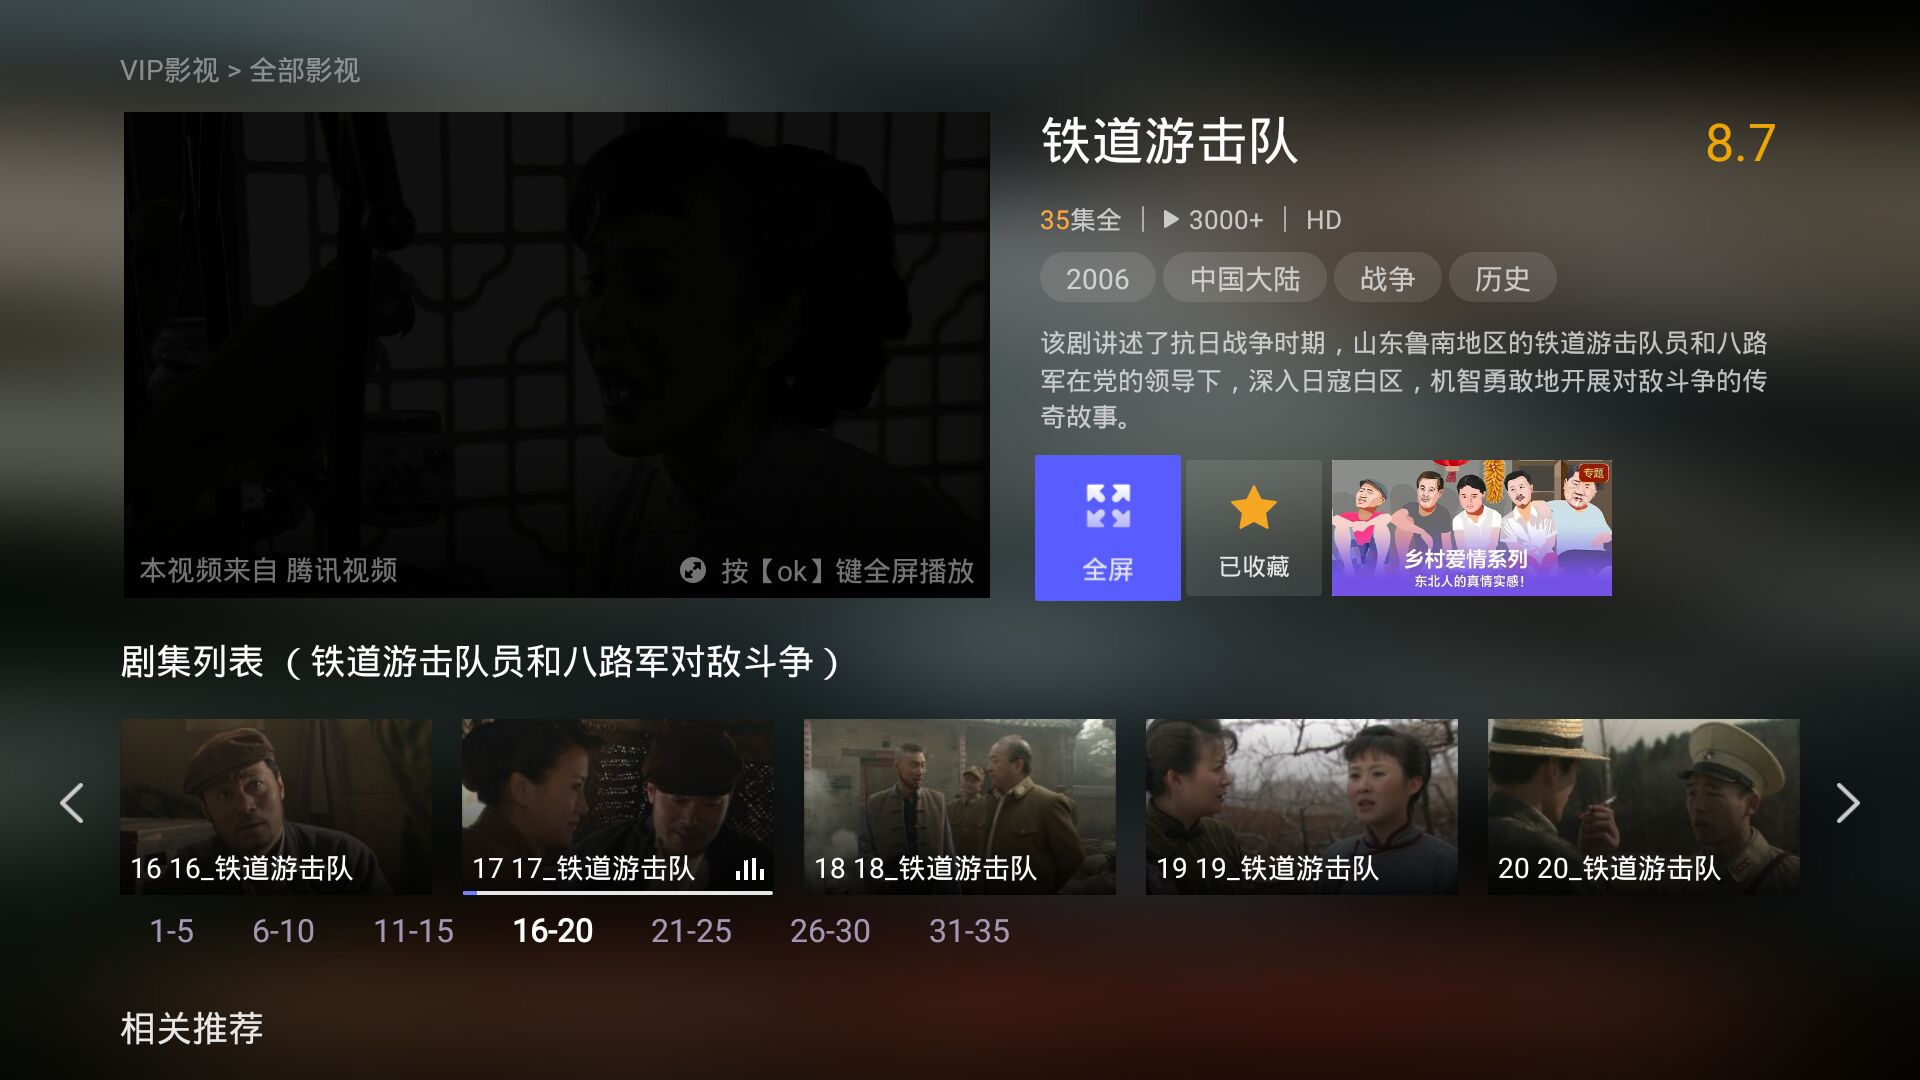 VIP影视 > 全部影视
铁道游击队
8.7
35集全 | 3000+ | HD
2006 中国大陆 战争 历史
该剧讲述了抗日战争时期，山东鲁南地区的铁道游击队员和八路
军在党的领导下，深入日寇白区，机智勇敢地开展对敌斗争的传
奇故事。
本视频来自 腾讯视频
按【ok】键全屏播放
全屏
已收藏
专题
乡村爱情系列
东北人的真情实感！
剧集列表（铁道游击队员和八路军对敌斗争）
16 16_铁道游击队
17 17_铁道游击队
18 18_铁道游击队
19 19_铁道游击队
20 20_铁道游击队
1-5 6-10 11-15 16-20 21-25 26-30 31-35
相关推荐